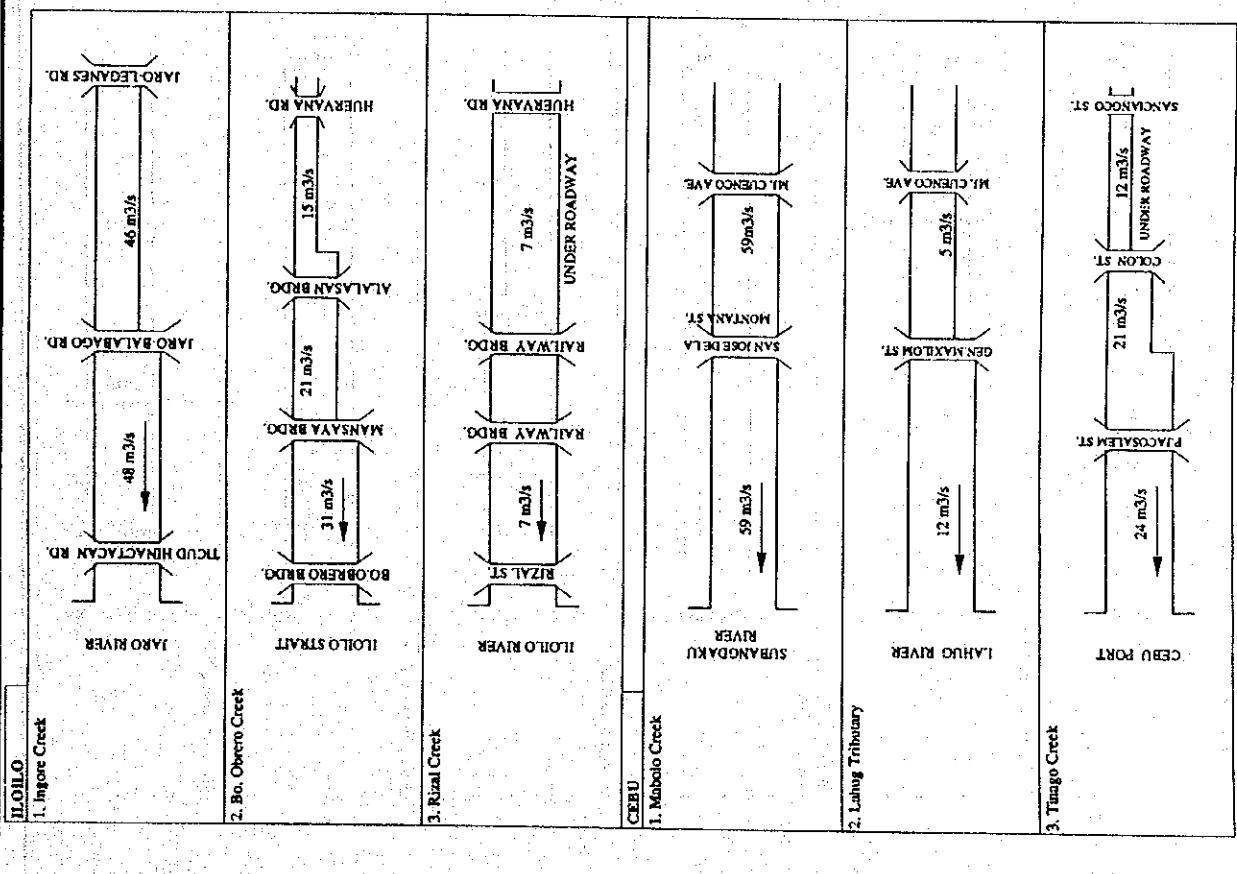 ILOILO
1. Ingore Creek
JARO RIVER
TICUD HINACTACAN RD.
48 m3/s
JARO-BALABAGO RD.
46 m3/s
JARO-LEGANES RD.
2. Bo. Obrero Creek
ILOILO STRAIT
BO.OBRERO BRDG.
31 m3/s
MANSAYA BRDG.
21 m3/s
ALALASAN BRDG.
15 m3/s
HUERVANA RD.
3. Rizal Creek
ILOILO RIVER
RIZAL ST.
7 m3/s
RAILWAY BRDG.
RAILWAY BRDG.
7 m3/s
UNDER ROADWAY
HUERVANA RD.
CEBU
1. Mabolo Creek
SUBANGDAKU
RIVER
59 m3/s
SAN JOSE DE LA
MONTANA ST.
59m3/s
MJ. CUENCO AVE.
2. Lahug Tributary
LAHUG RIVER
12 m3/s
GEN.MAXILOM ST.
5 m3/s
MJ. CUENCO AVE.
3. Tinago Creek
CEBU PORT
24 m3/s
P.JACOSALEM ST.
21 m3/s
COLON ST.
12 m3/s
UNDER ROADWAY
SANCIANGCO ST.